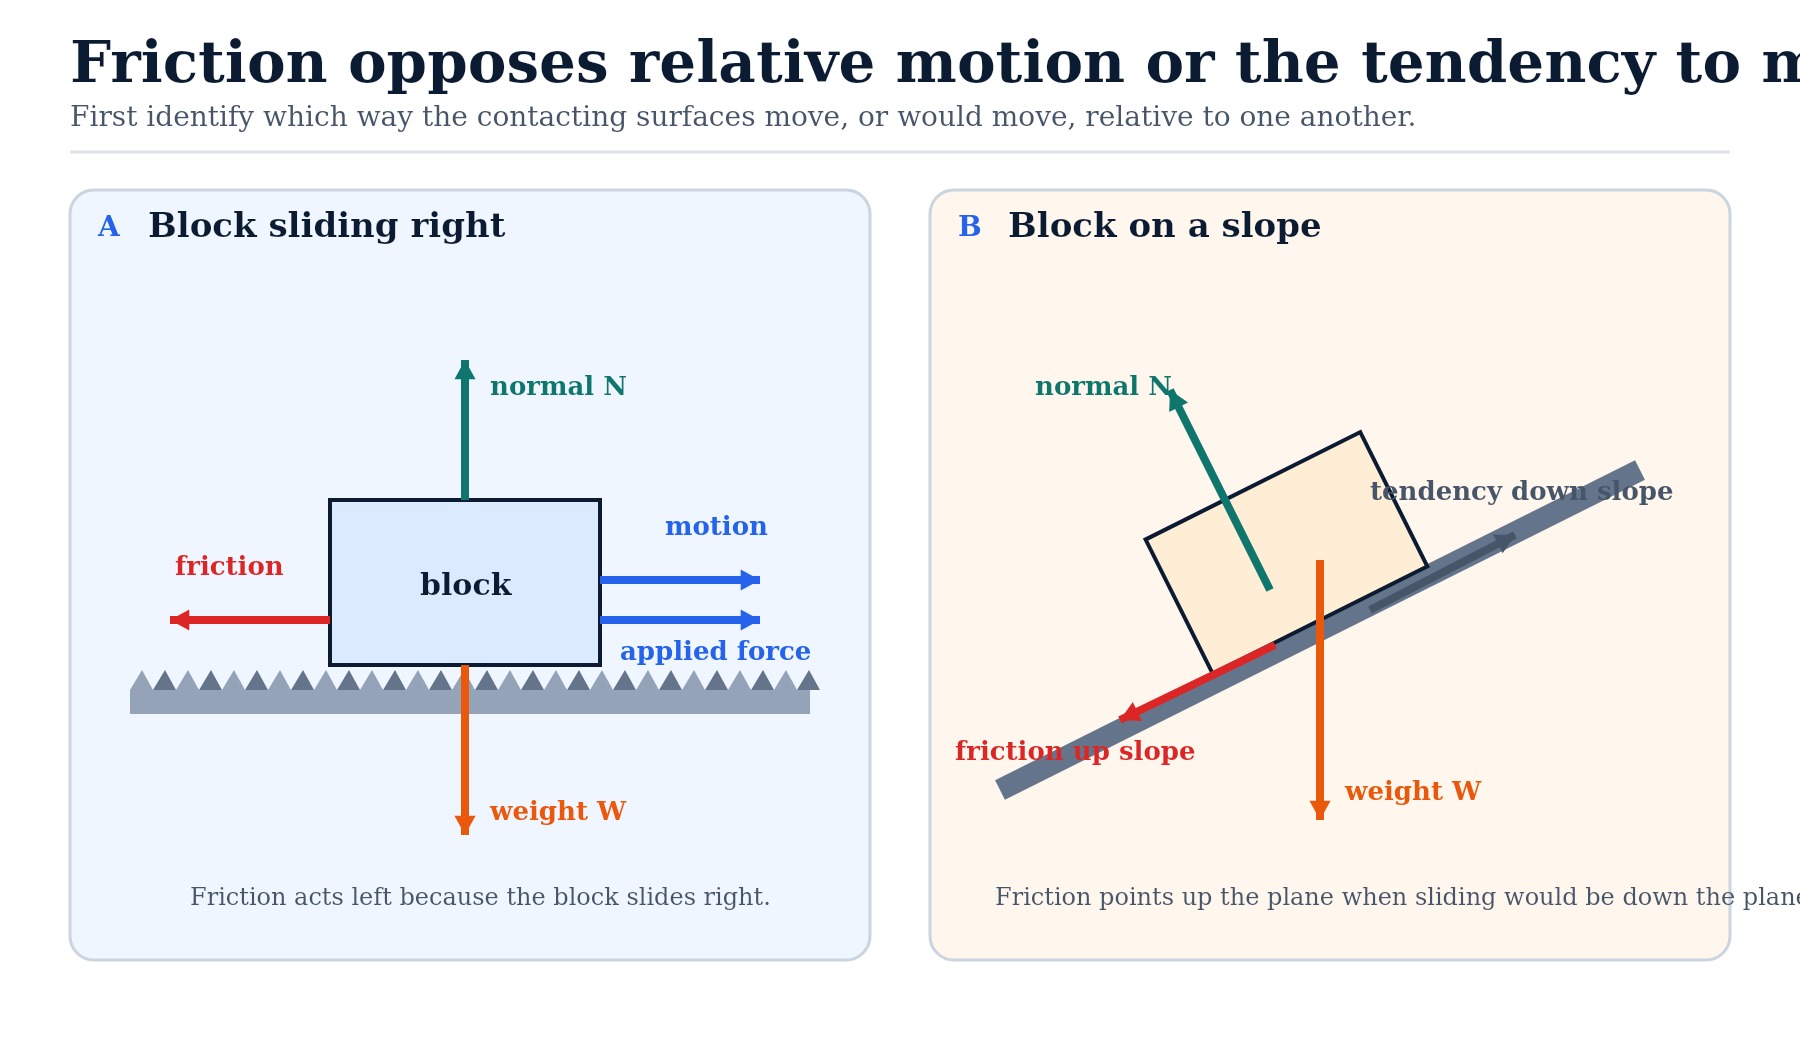 Friction opposes relative motion or the tendency to m
First identify which way the contacting surfaces move, or would move, relative to one another.
A Block sliding right
normal N
motion
friction
block
applied force
weight W
Friction acts left because the block slides right.
B Block on a slope
normal N
tendency down slope
friction up slope
weight W
Friction points up the plane when sliding would be down the plane